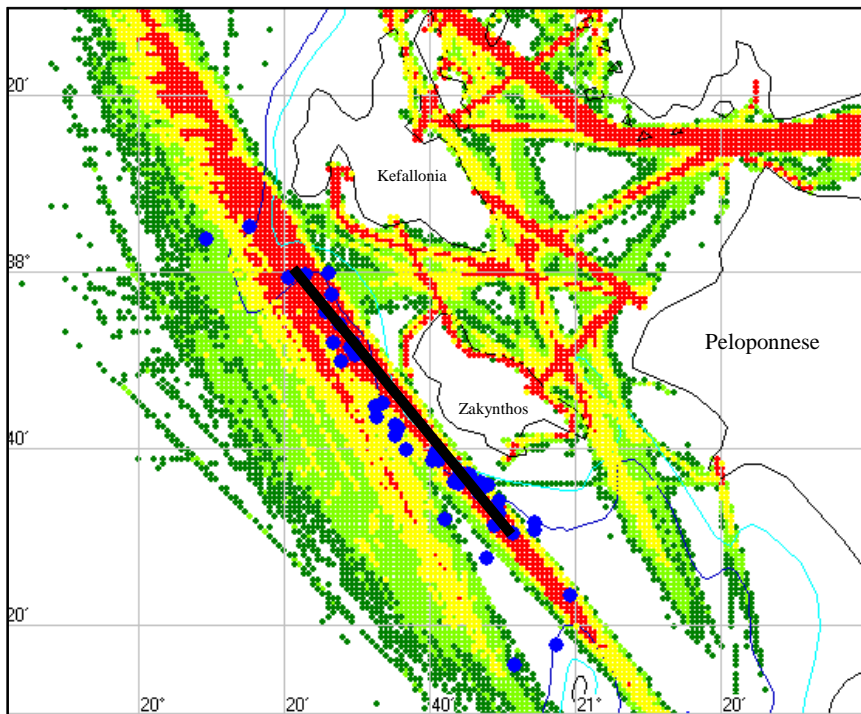 20′
Kefallonia
38°
Peloponnese
Zakynthos
40′
20′
20° 20′ 40′ 21° 20′